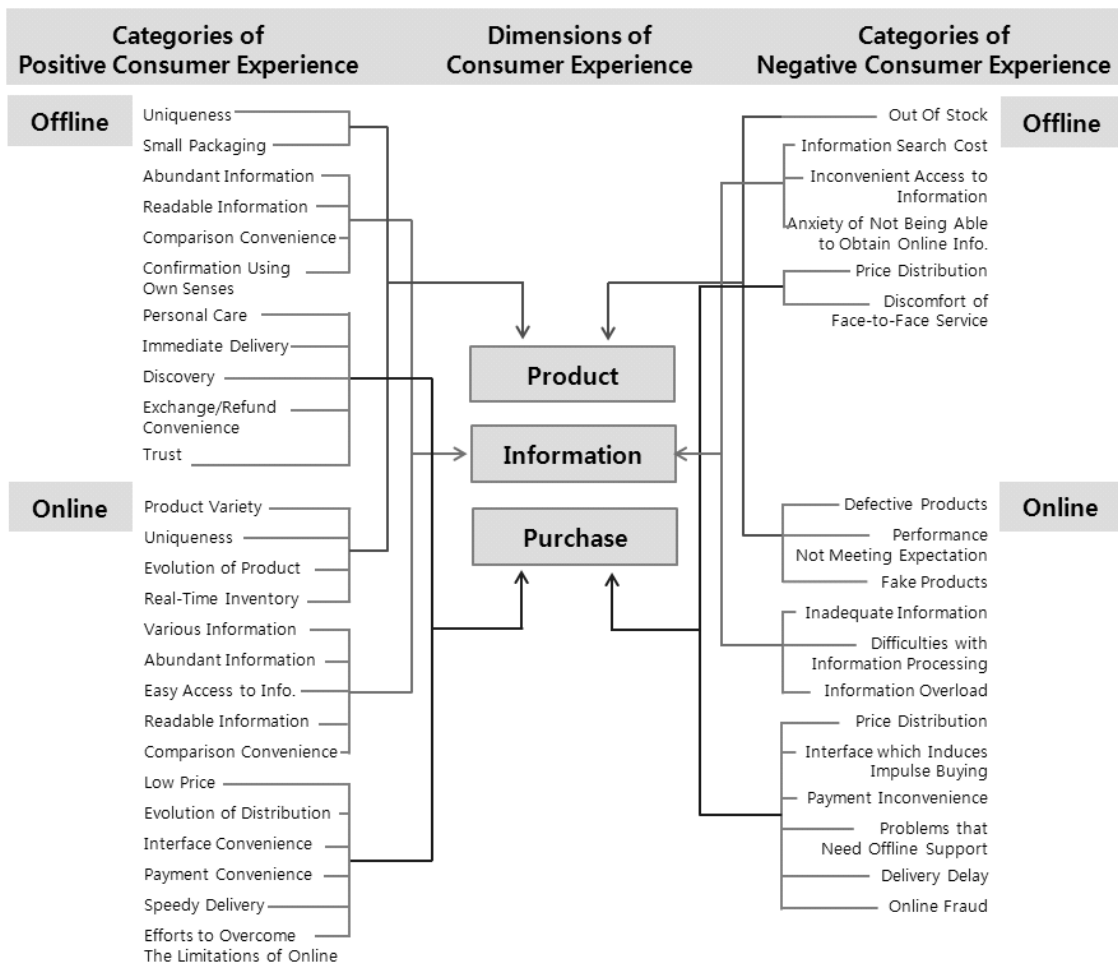 Categories of
Positive Consumer Experience
Dimensions of
Consumer Experience
Categories of
Negative Consumer Experience
Offline
Uniqueness
Small Packaging
Abundant Information
Readable Information
Comparison Convenience
Confirmation Using
Own Senses
Personal Care
Immediate Delivery
Discovery
Exchange/Refund
Convenience
Trust
Online
Product Variety
Uniqueness
Evolution of Product
Real-Time Inventory
Various Information
Abundant Information
Easy Access to Info.
Readable Information
Comparison Convenience
Low Price
Evolution of Distribution
Interface Convenience
Payment Convenience
Speedy Delivery
Efforts to Overcome
The Limitations of Online
Product
Information
Purchase
Offline
Out Of Stock
Information Search Cost
Inconvenient Access to
Information
Anxiety of Not Being Able
to Obtain Online Info.
Price Distribution
Discomfort of
Face-to-Face Service
Online
Defective Products
Performance
Not Meeting Expectation
Fake Products
Inadequate Information
Difficulties with
Information Processing
Information Overload
Price Distribution
Interface which Induces
Impulse Buying
Payment Inconvenience
Problems that
Need Offline Support
Delivery Delay
Online Fraud